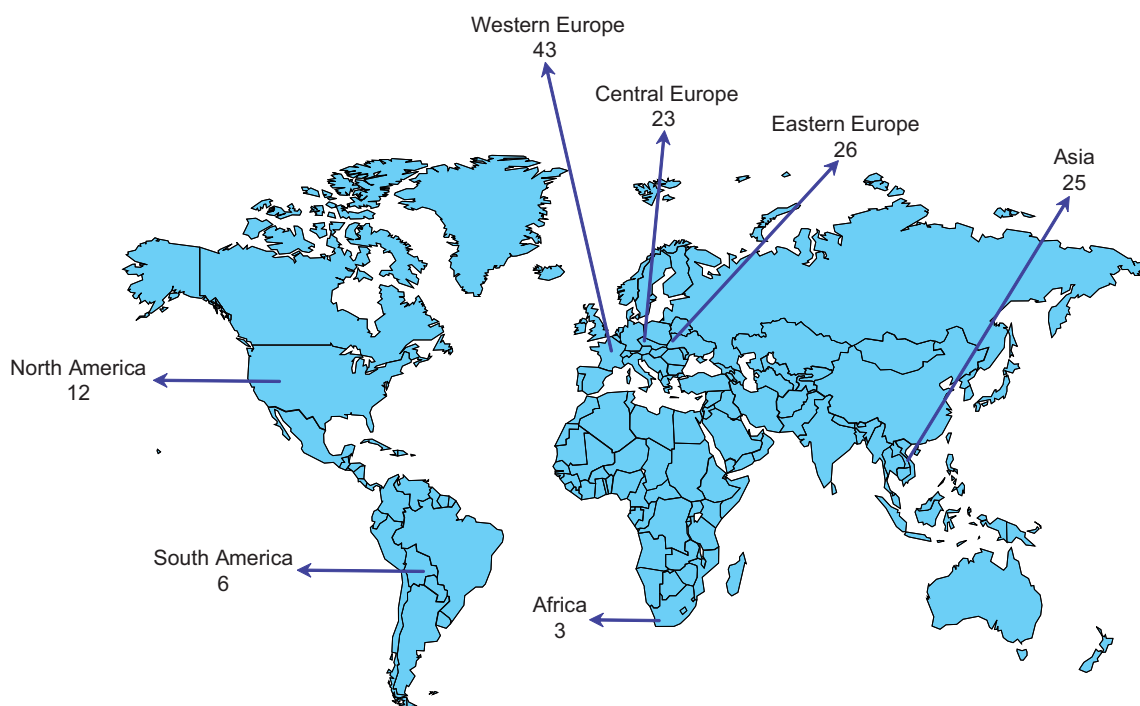 Western Europe
43
Central Europe
23
Eastern Europe
26
Asia
25
North America
12
South America
6
Africa
3